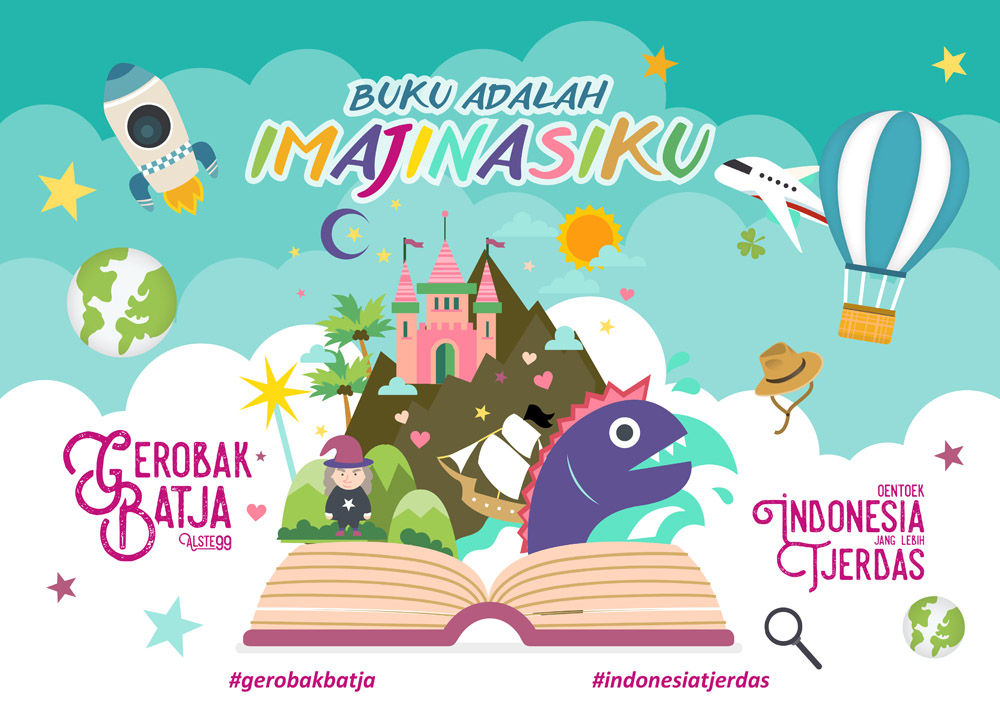 BUKU ADALAH
IMAJINASIKU
GEROBAK
BATJA
ALSTE99
OENTOEK
INDONESIA
JANG LEBIH
TJERDAS
#gerobakbatja
#indonesiatjerdas